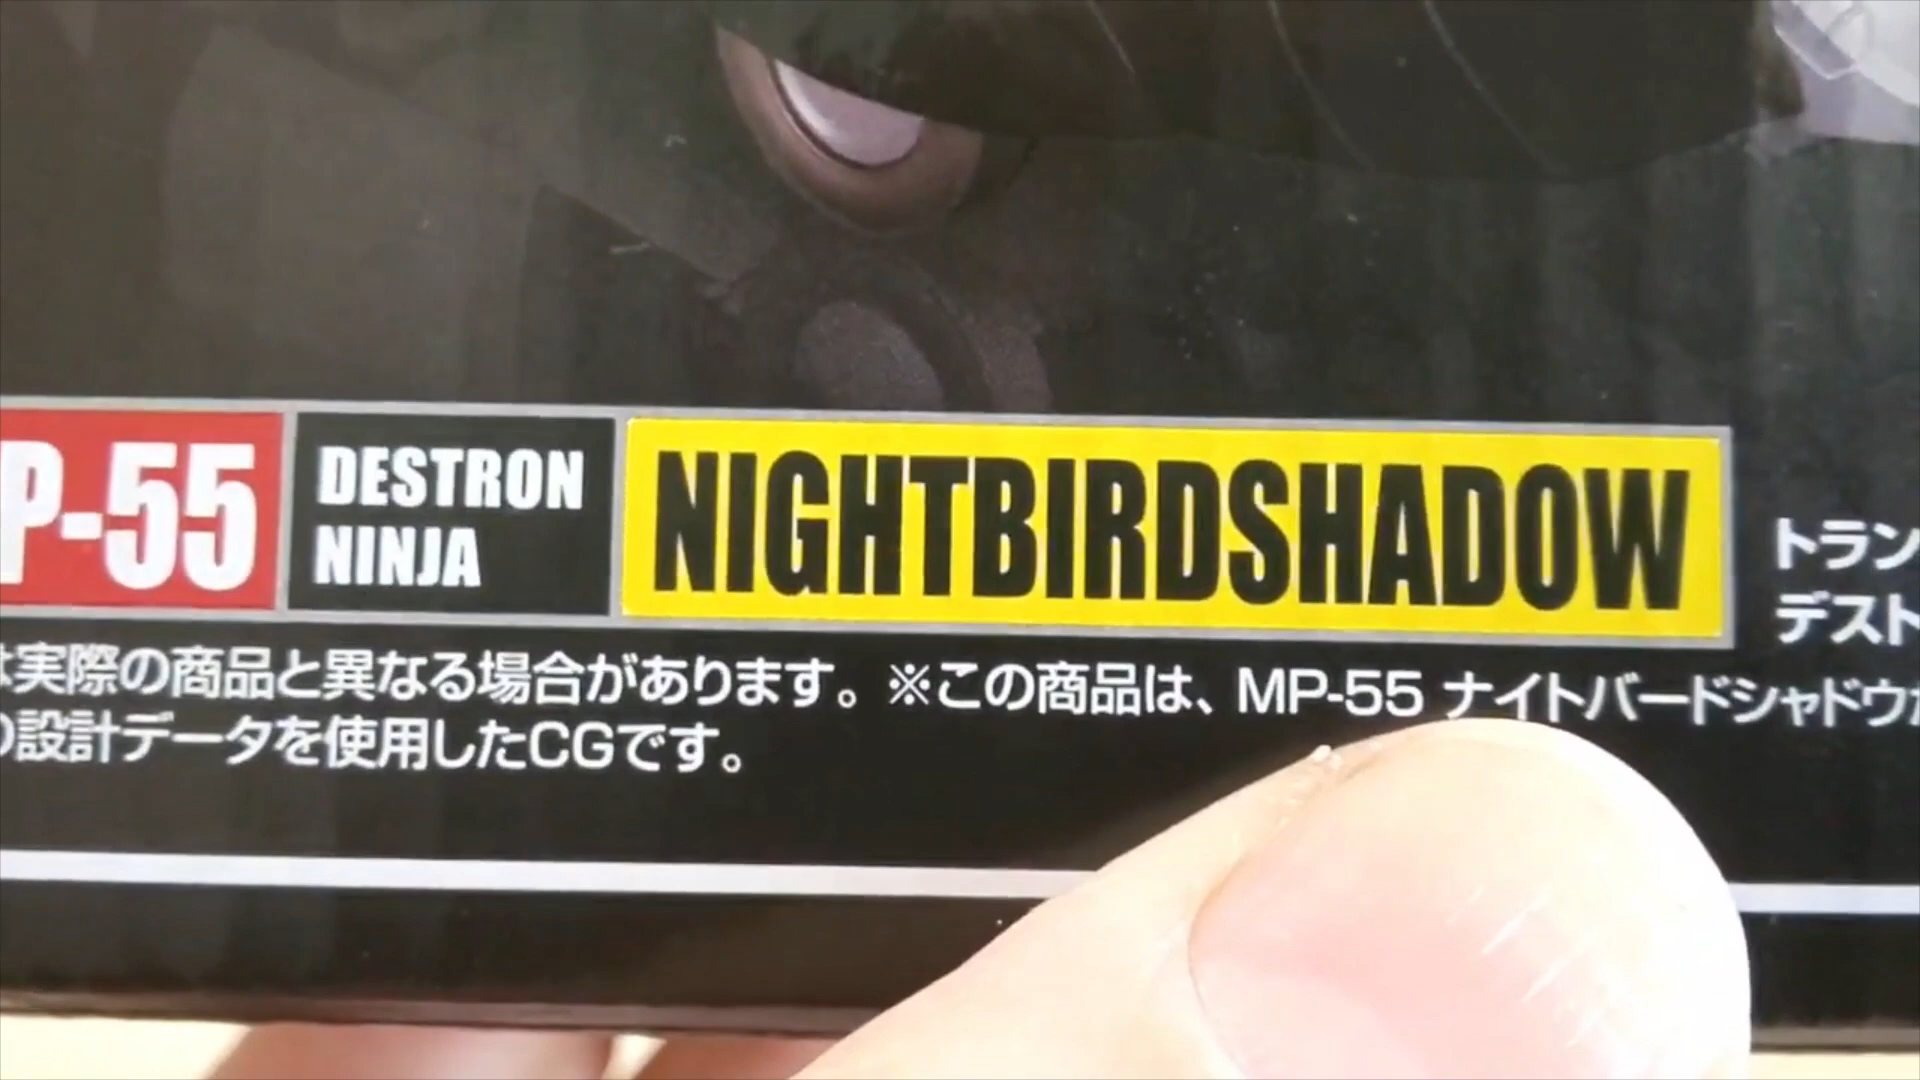 P-55
DESTRON
NINJA
NIGHTBIRDSHADOW
トラン
デスト
は実際の商品と異なる場合があります。※この商品は、MP-55 ナイトバードシャドウ
の設計データを使用したCGです。